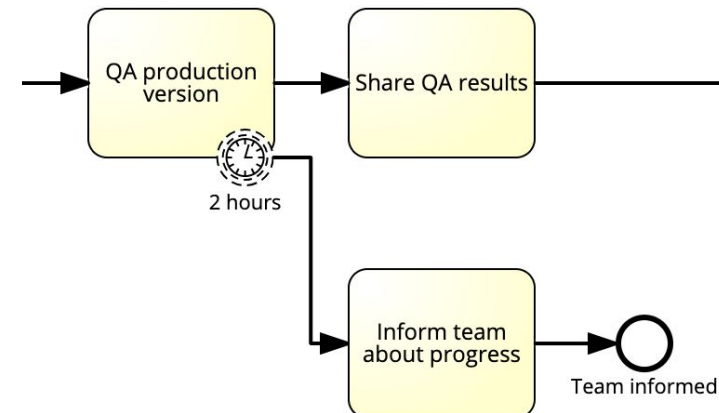 QA production
version
Share QA results
2 hours
Inform team
about progress
Team informed